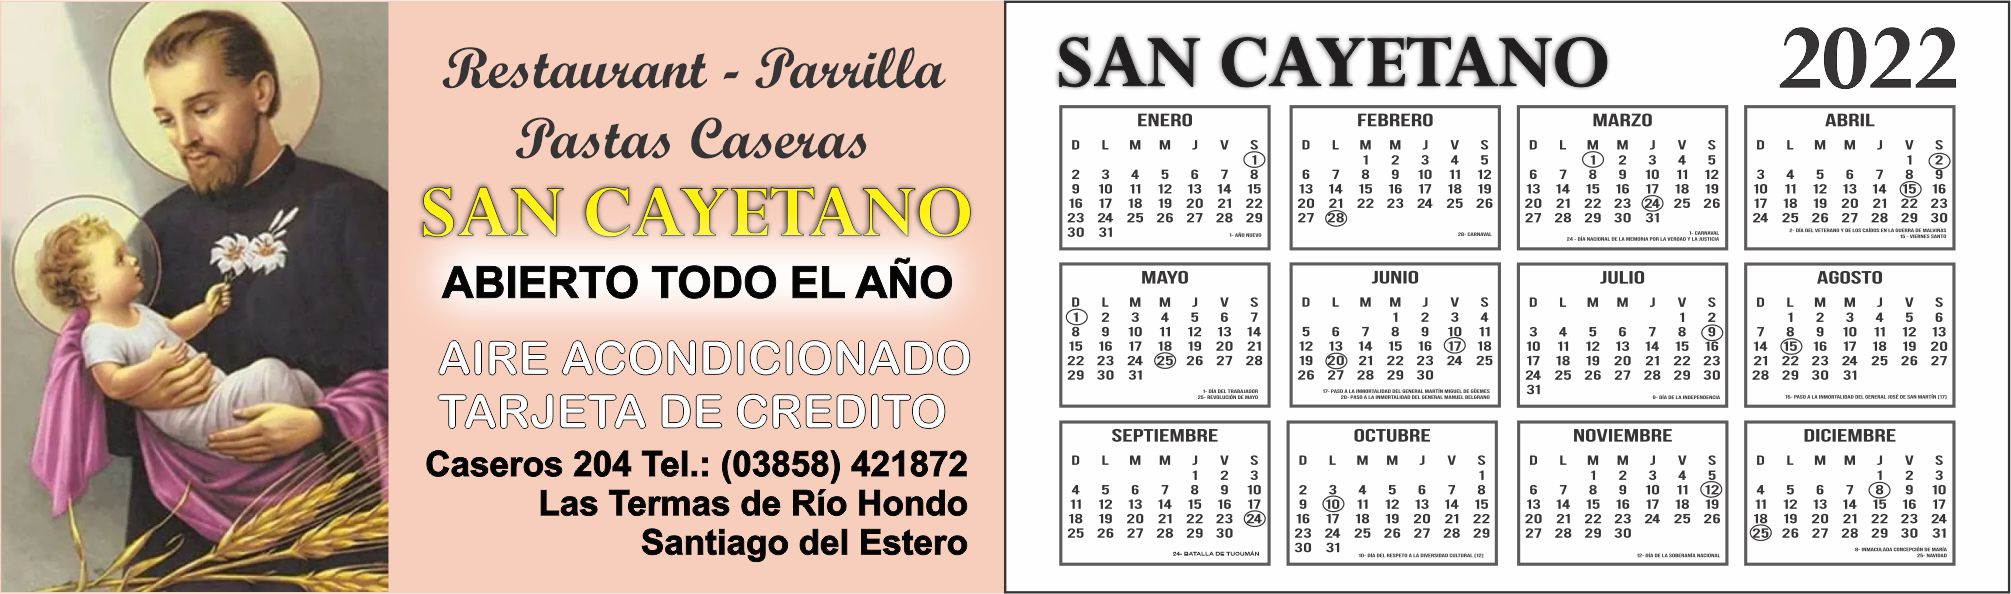 Restaurant - Parrilla
Pastas Caseras
SAN CAYETANO
ABIERTO TODO EL AÑO
AIRE ACONDICIONADO
TARJETA DE CREDITO
Caseros 204 Tel.: (03858) 421872
Las Termas de Río Hondo
Santiago del Estero
SAN CAYETANO 2022
ENERO
D L M M J V S
1
2 3 4 5 6 7 8
9 10 11 12 13 14 15
16 17 18 19 20 21 22
23 24 25 26 27 28 29
30 31
1- AÑO NUEVO
FEBRERO
D L M M J V S
1 2 3 4 5
6 7 8 9 10 11 12
13 14 15 16 17 18 19
20 21 22 23 24 25 26
27 28
28- CARNAVAL
MARZO
D L M M J V S
1 2 3 4 5
6 7 8 9 10 11 12
13 14 15 16 17 18 19
20 21 22 23 24 25 26
27 28 29 30 31
1- CARNAVAL
24 - DÍA NACIONAL DE LA MEMORIA POR LA VERDAD Y LA JUSTICIA
ABRIL
D L M M J V S
1 2
3 4 5 6 7 8 9
10 11 12 13 14 15 16
17 18 19 20 21 22 23
24 25 26 27 28 29 30
2- DÍA DEL VETERANO Y DE LOS CAÍDOS EN LA GUERRA DE MALVINAS
15 - VIERNES SANTO
MAYO
D L M M J V S
1 2 3 4 5 6 7
8 9 10 11 12 13 14
15 16 17 18 19 20 21
22 23 24 25 26 27 28
29 30 31
1- DÍA DEL TRABAJADOR
25- REVOLUCIÓN DE MAYO
JUNIO
D L M M J V S
1 2 3 4
5 6 7 8 9 10 11
12 13 14 15 16 17 18
19 20 21 22 23 24 25
26 27 28 29 30
17- PASO A LA INMORTALIDAD DEL GENERAL MARTÍN MIGUEL DE GÜEMES
20- PASO A LA INMORTALIDAD DEL GENERAL MANUEL BELGRANO
JULIO
D L M M J V S
1 2
3 4 5 6 7 8 9
10 11 12 13 14 15 16
17 18 19 20 21 22 23
24 25 26 27 28 29 30
31
9- DÍA DE LA INDEPENDENCIA
AGOSTO
D L M M J V S
1 2 3 4 5 6
7 8 9 10 11 12 13
14 15 16 17 18 19 20
21 22 23 24 25 26 27
28 29 30 31
15- PASO A LA INMORTALIDAD DEL GENERAL JOSÉ DE SAN MARTÍN (17)
SEPTIEMBRE
D L M M J V S
1 2 3
4 5 6 7 8 9 10
11 12 13 14 15 16 17
18 19 20 21 22 23 24
25 26 27 28 29 30
24- BATALLA DE TUOUMÁN
OCTUBRE
D L M M J V S
1
2 3 4 5 6 7 8
9 10 11 12 13 14 15
16 17 18 19 20 21 22
23 24 25 26 27 28 29
30 31
10- DÍA DEL RESPETO A LA DIVERSIDAD CULTURAL (12)
NOVIEMBRE
D L M M J V S
1 2 3 4 5
6 7 8 9 10 11 12
13 14 15 16 17 18 19
20 21 22 23 24 25 26
27 28 29 30
12- DÍA DE LA SOBERANÍA NACIONAL
DICIEMBRE
D L M M J V S
1 2 3
4 5 6 7 8 9 10
11 12 13 14 15 16 17
18 19 20 21 22 23 24
25 26 27 28 29 30 31
8- INMACULADA CONCEPCIÓN DE MARÍA
25- NAVIDAD